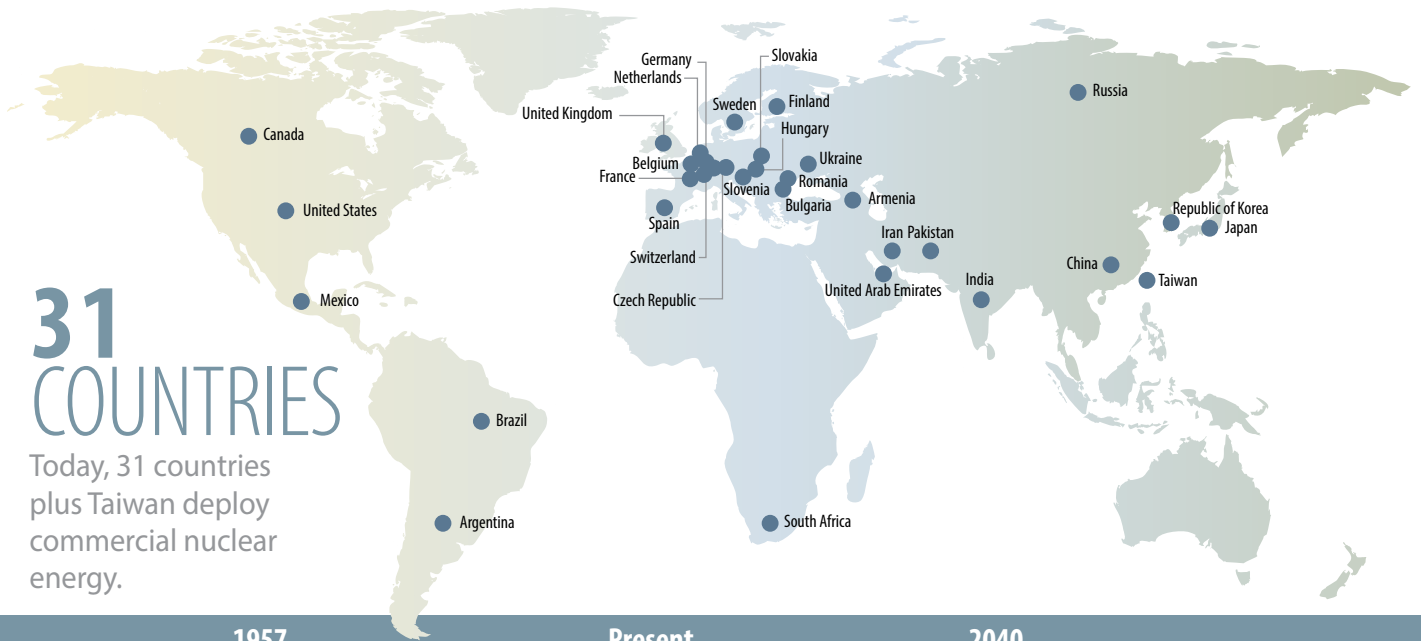 Germany
Netherlands
Slovakia
United Kingdom
Sweden
Finland
Hungary
Russia
Canada
Belgium
France
Ukraine
Slovenia
Romania
Bulgaria
Armenia
United States
Spain
Republic of Korea
Japan
Iran Pakistan
Switzerland
China
India
Taiwan
United Arab Emirates
Czech Republic
Mexico
31
COUNTRIES
Today, 31 countries
plus Taiwan deploy
commercial nuclear
energy.
Brazil
Argentina
South Africa
1957 Present 2040